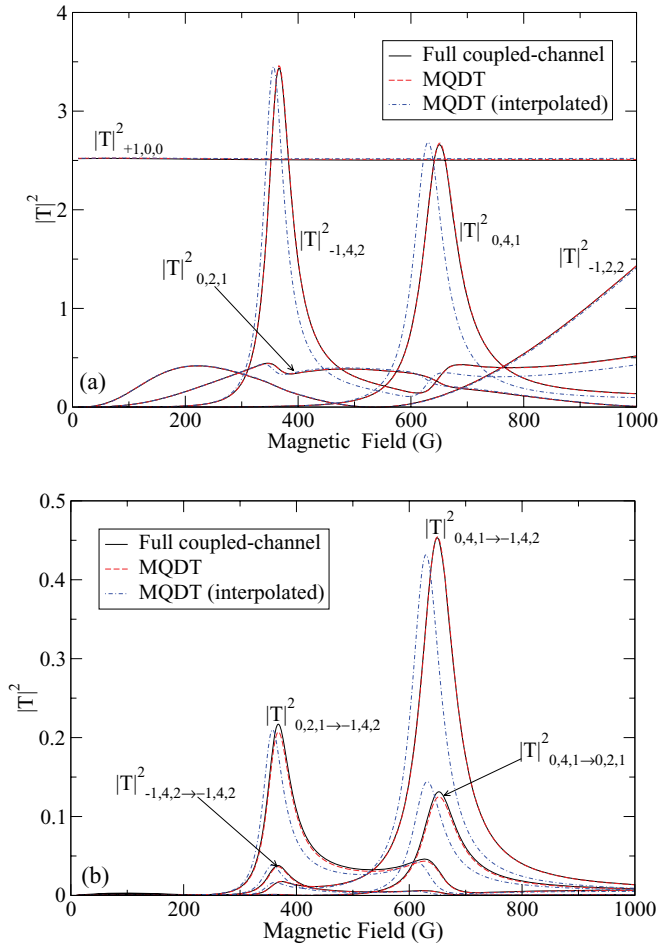 4
3
2
1
0
|T|²
Full coupled-channel
MQDT
MQDT (interpolated)
|T|²+1,0,0
|T|²-1,4,2
|T|²0,4,1
|T|²0,2,1
|T|²-1,2,2
(a)
0 200 400 600 800 1000
Magnetic Field (G)
0.5
0.4
0.3
0.2
0.1
0
|T|²
Full coupled-channel
MQDT
MQDT (interpolated)
|T|²0,4,1→−1,4,2
|T|²0,2,1→−1,4,2
|T|²0,4,1→0,2,1
|T|²-1,4,2→−1,4,2
(b)
0 200 400 600 800 1000
Magnetic Field (G)